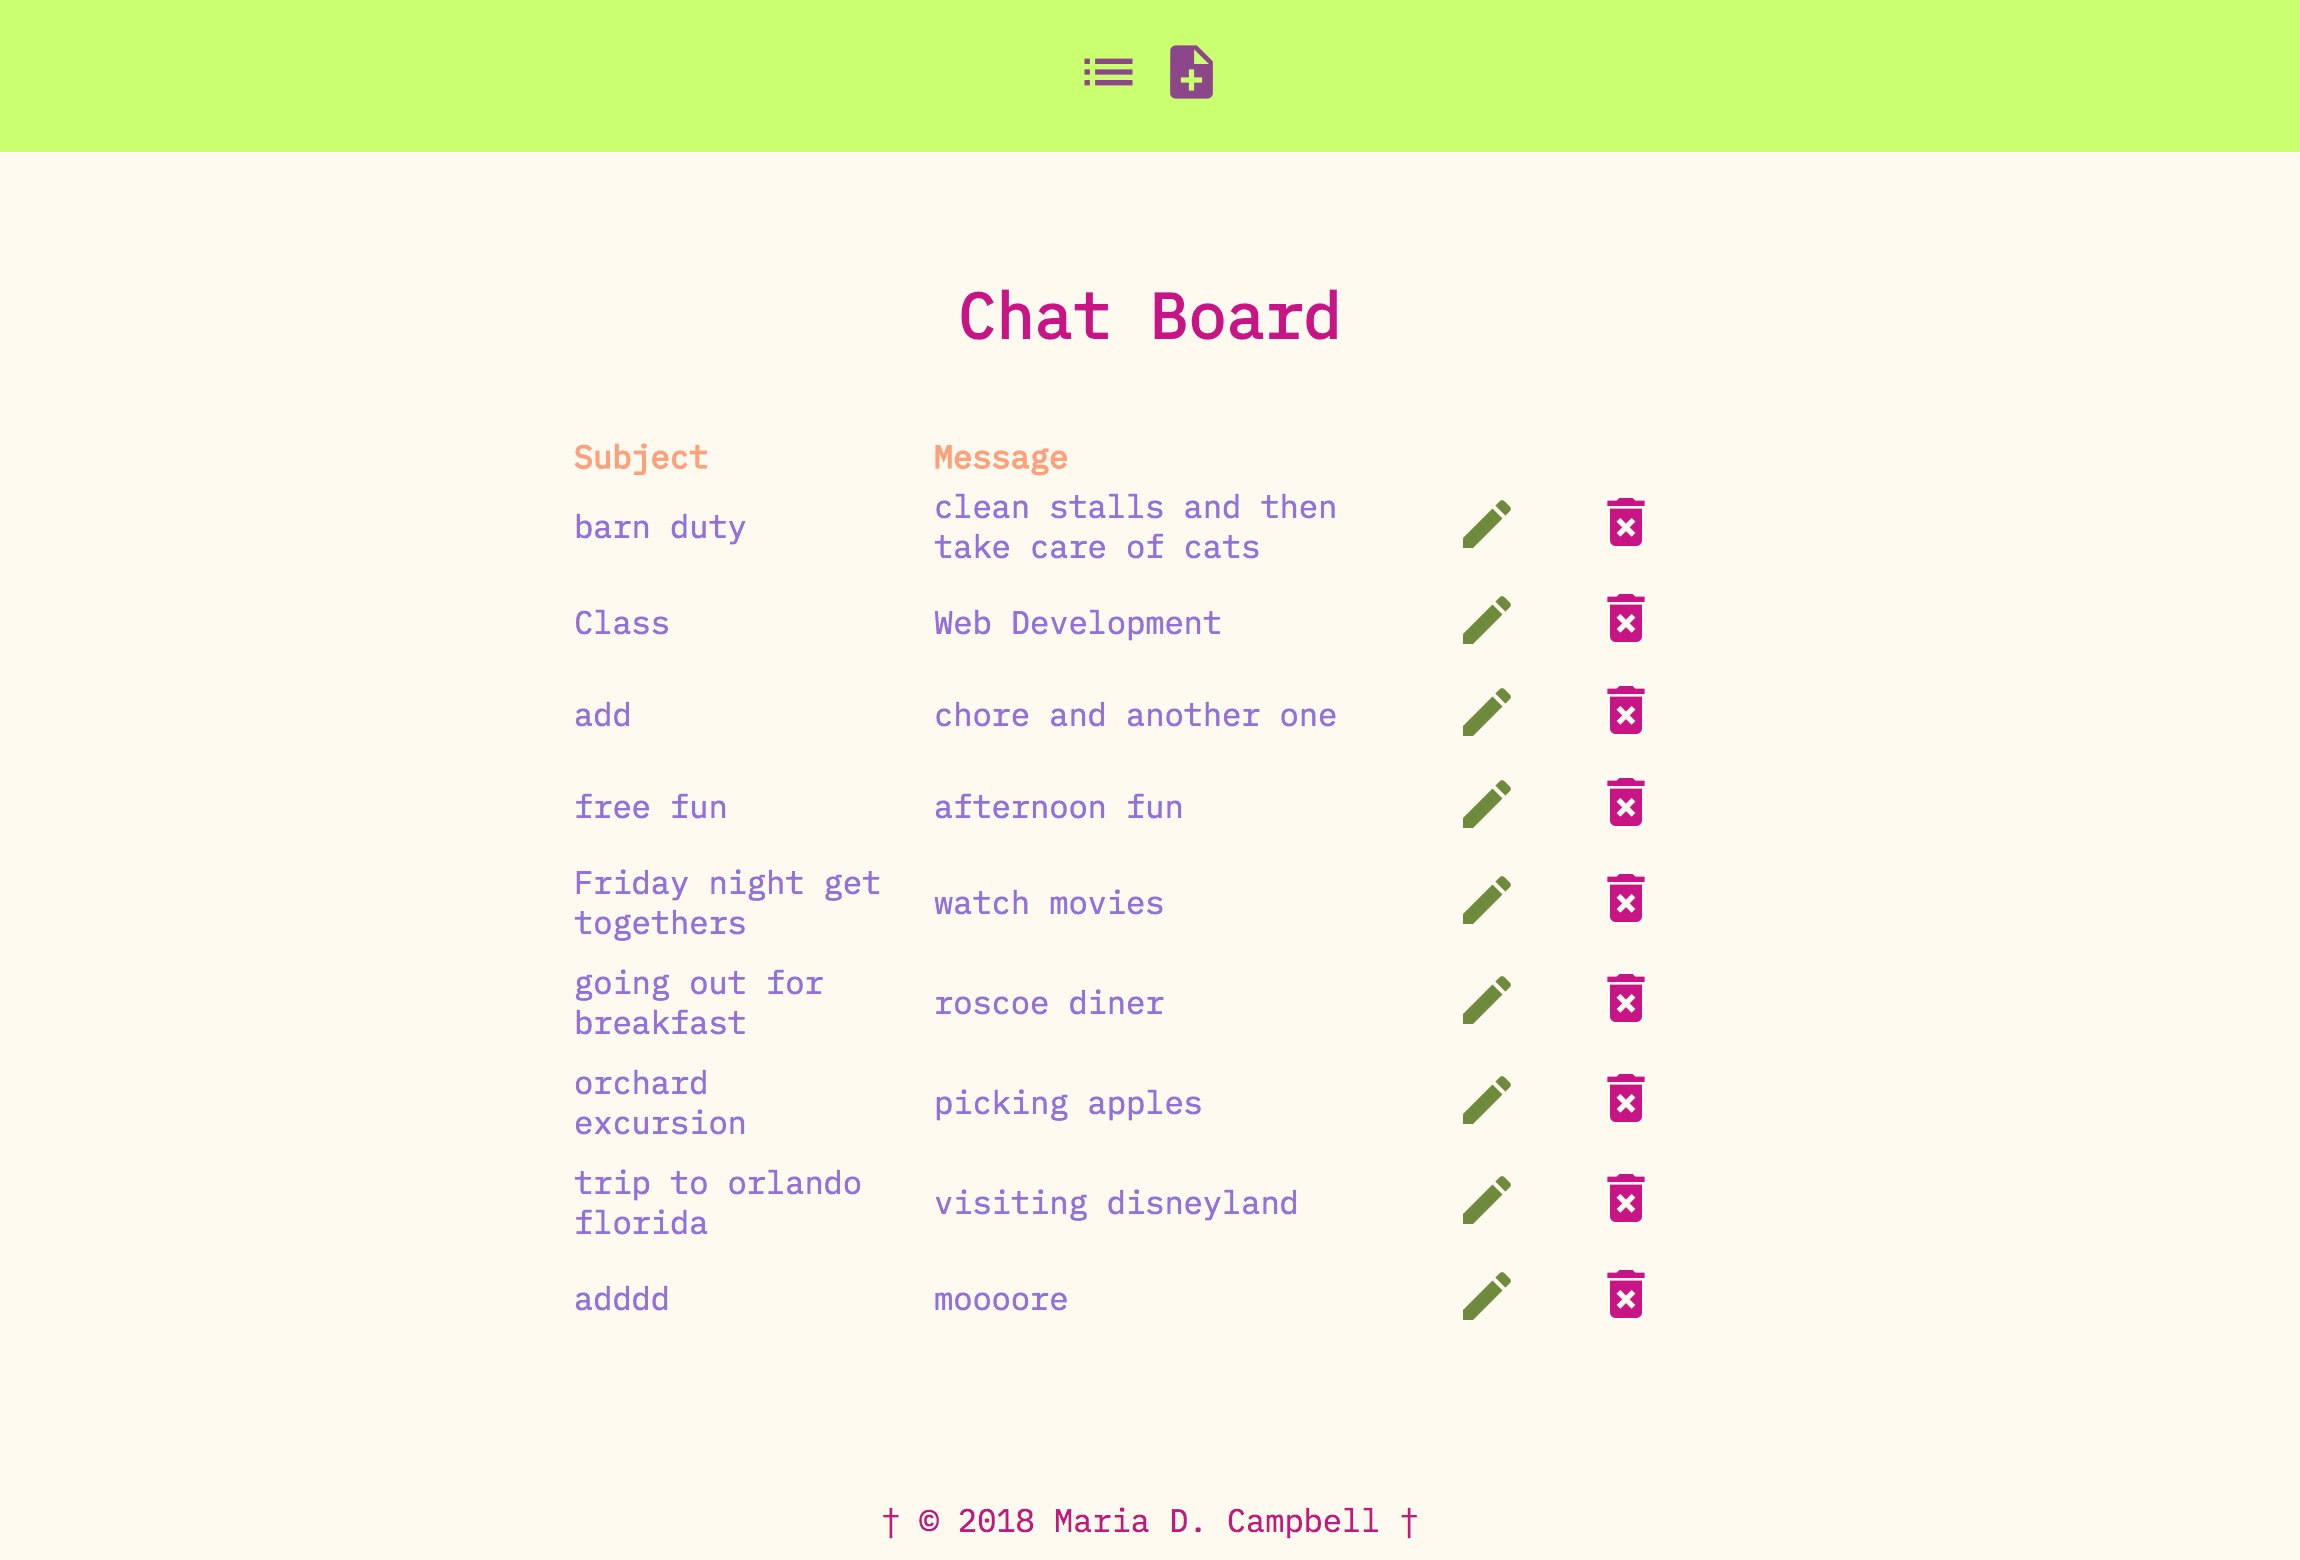 Chat Board
Subject Message
barn duty clean stalls and then
take care of cats
Class Web Development
add chore and another one
free fun afternoon fun
Friday night get
togethers watch movies
going out for
breakfast roscoe diner
orchard
excursion picking apples
trip to orlando
florida visiting disneyland
adddd moooore
† © 2018 Maria D. Campbell †